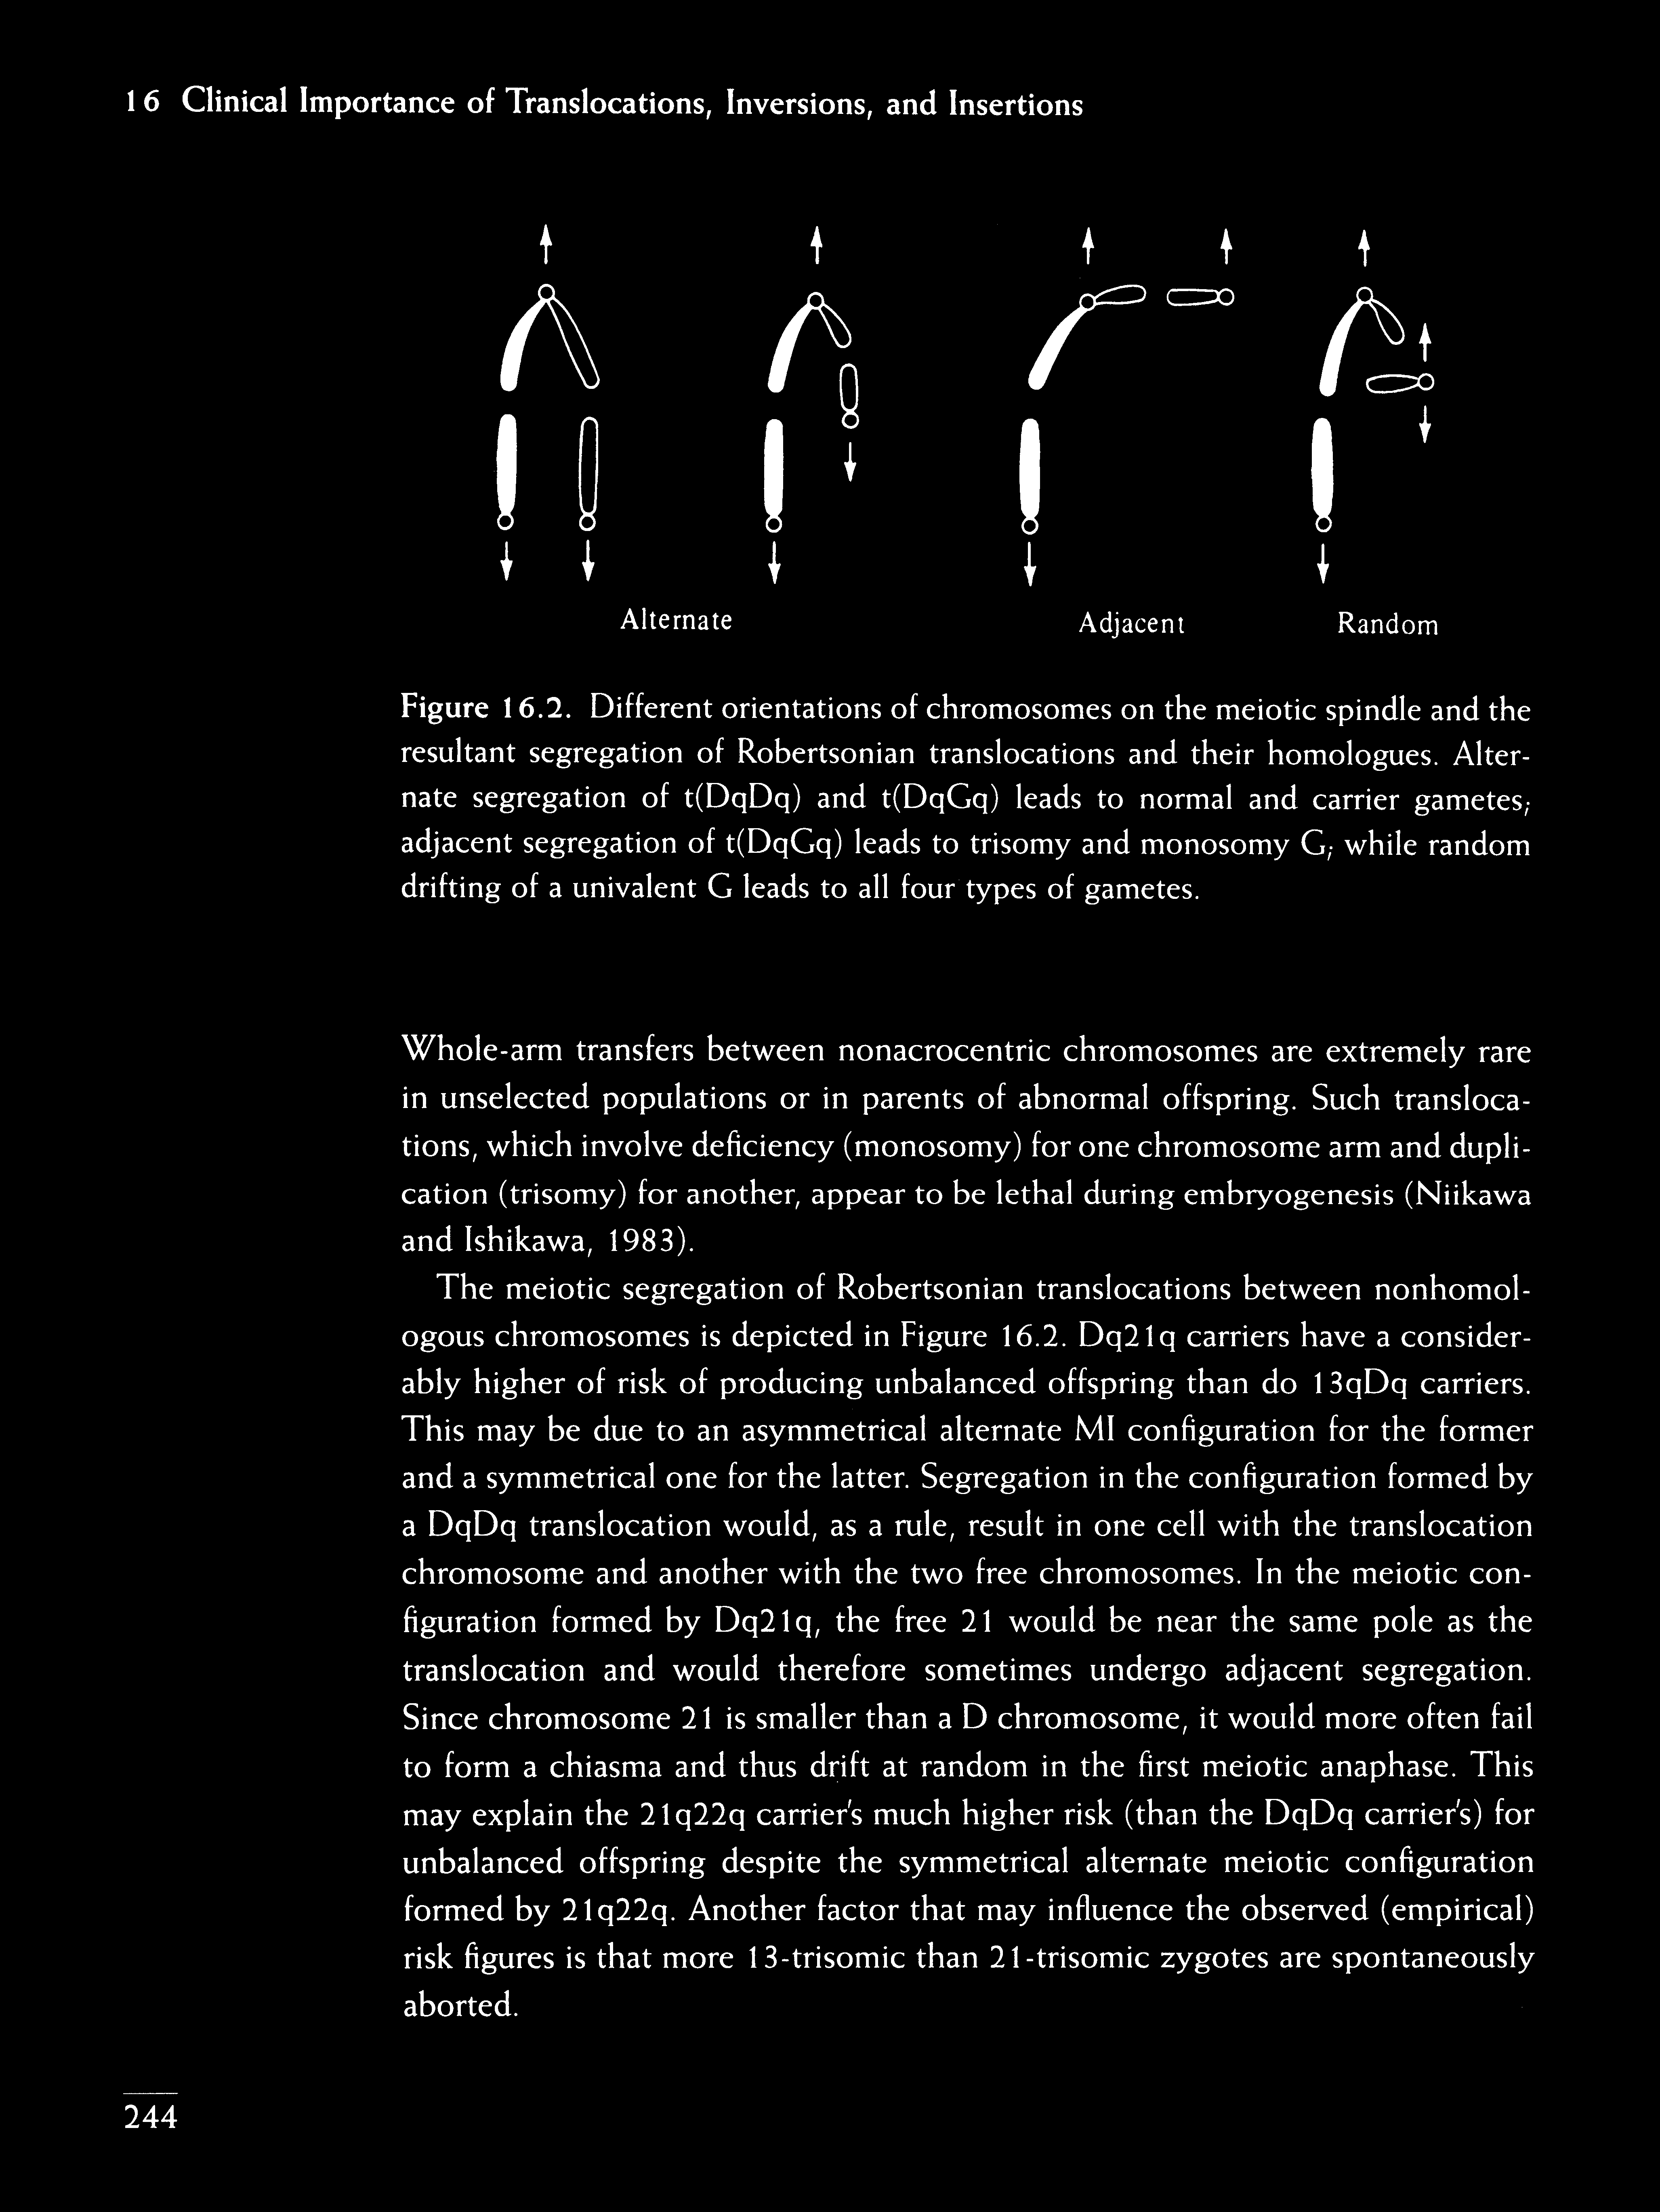 16 Clinical Importance of Translocations, Inversions, and Insertions
Alternate
Adjacent
Random
Figure 16.2. Different orientations of chromosomes on the meiotic spindle and the
resultant segregation of Robertsonian translocations and their homologues. Alter-
nate segregation of t(DqDq) and t(DqGq) leads to normal and carrier gametes;
adjacent segregation of t(DqGq) leads to trisomy and monosomy G; while random
drifting of a univalent G leads to all four types of gametes.
Whole-arm transfers between nonacrocentric chromosomes are extremely rare
in unselected populations or in parents of abnormal offspring. Such transloca-
tions, which involve deficiency (monosomy) for one chromosome arm and dupli-
cation (trisomy) for another, appear to be lethal during embryogenesis (Niikawa
and Ishikawa, 1983).
The meiotic segregation of Robertsonian translocations between nonhomol-
ogous chromosomes is depicted in Figure 16.2. Dq21q carriers have a consider-
ably higher of risk of producing unbalanced offspring than do 13qDq carriers.
This may be due to an asymmetrical alternate MI configuration for the former
and a symmetrical one for the latter. Segregation in the configuration formed by
a DqDq translocation would, as a rule, result in one cell with the translocation
chromosome and another with the two free chromosomes. In the meiotic con-
figuration formed by Dq21q, the free 21 would be near the same pole as the
translocation and would therefore sometimes undergo adjacent segregation.
Since chromosome 21 is smaller than a D chromosome, it would more often fail
to form a chiasma and thus drift at random in the first meiotic anaphase. This
may explain the 21q22q carrier's much higher risk (than the DqDq carrier's) for
unbalanced offspring despite the symmetrical alternate meiotic configuration
formed by 21q22q. Another factor that may influence the observed (empirical)
risk figures is that more 13-trisomic than 21-trisomic zygotes are spontaneously
aborted.
244